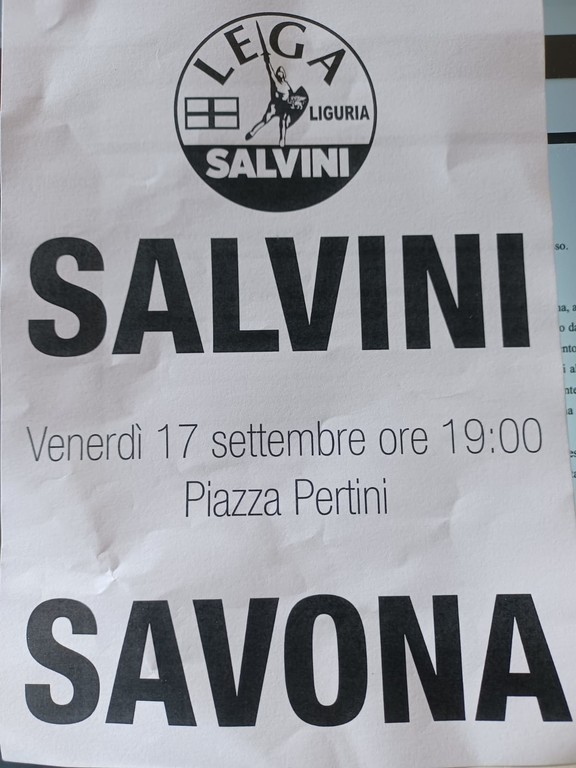 LEGA
LIGURIA
SALVINI
SALVINI
Venerdì 17 settembre ore 19:00
Piazza Pertini
SAVONA